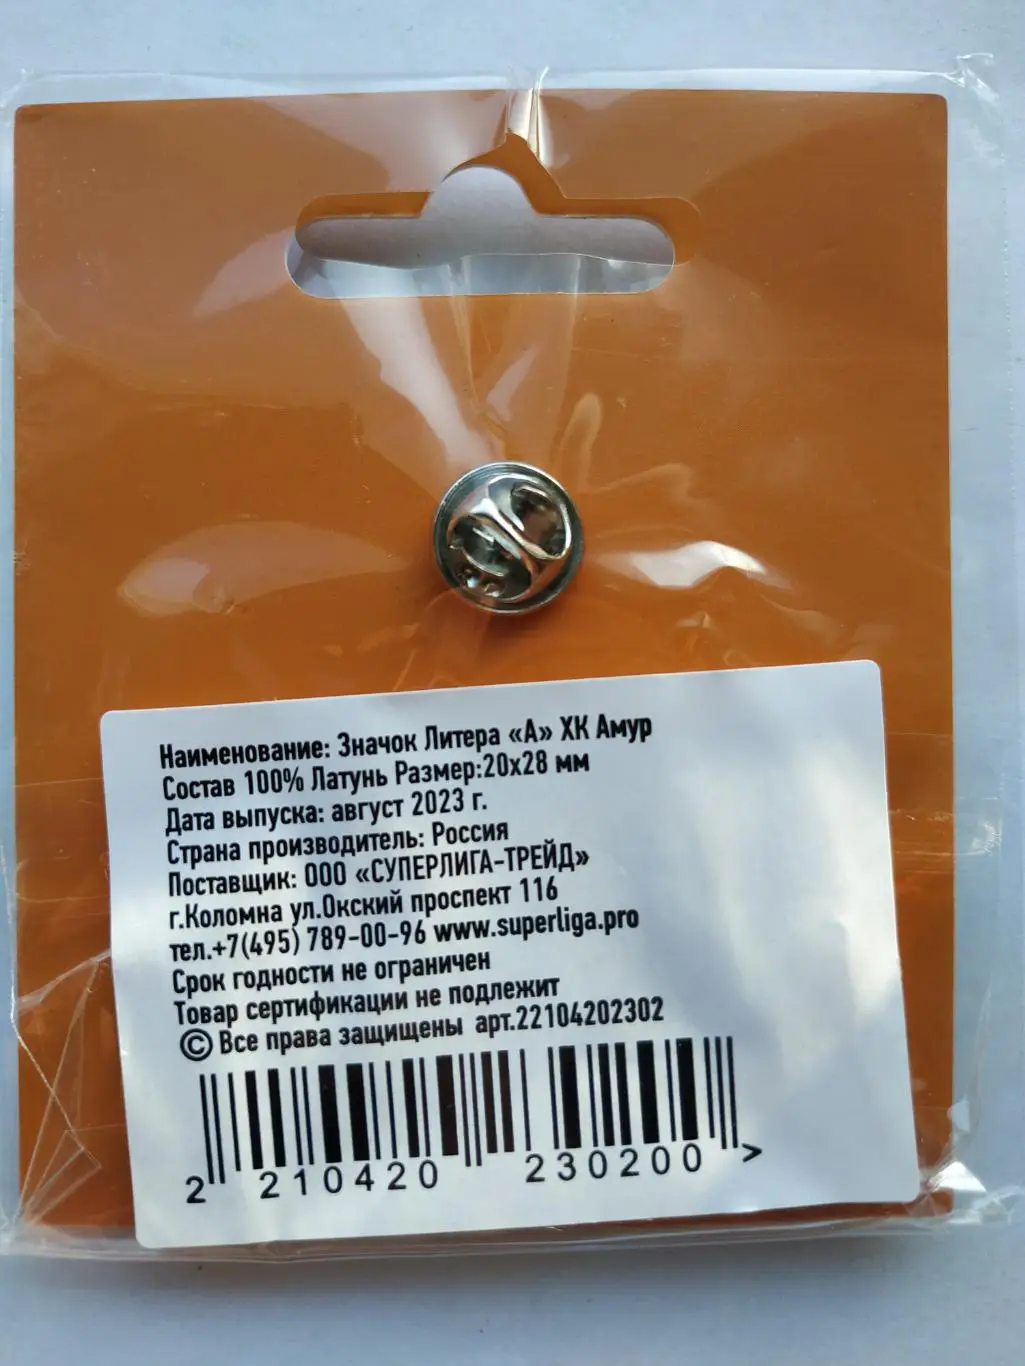 Наименование: Значок Литера «А» ХК Амур
Состав 100% Латунь Размер:20х28 мм
Дата выпуска: август 2023 г.
Страна производитель: Россия
Поставщик: ООО «СУПЕРЛИГА-ТРЕЙД»
г.Коломна ул.Окский проспект 116
тел.+7(495) 789-00-96 www.superliga.pro
Срок годности не ограничен
Товар сертификации не подлежит
© Все права защищены арт.22104202302
2 210420 230200 >